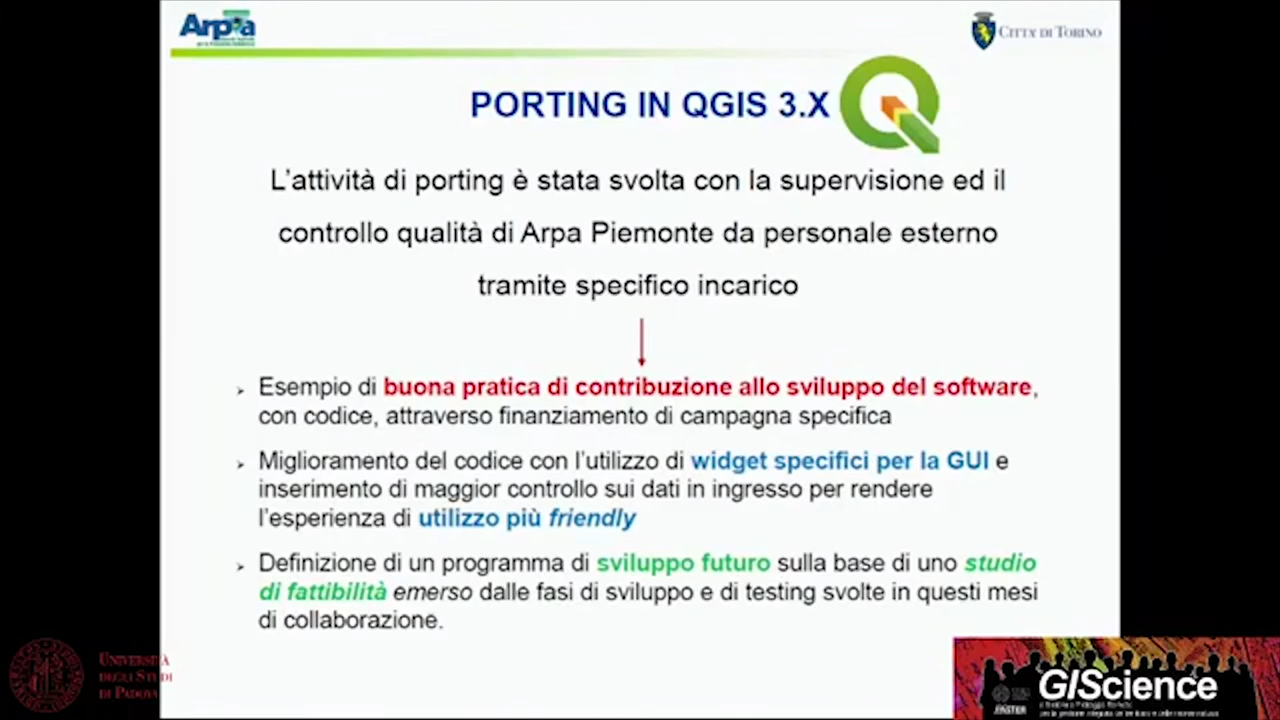 Arpa
CITTÀ DI TORINO
PORTING IN QGIS 3.X
L'attività di porting è stata svolta con la supervisione ed il
controllo qualità di Arpa Piemonte da personale esterno
tramite specifico incarico
Esempio di buona pratica di contribuzione allo sviluppo del software,
con codice, attraverso finanziamento di campagna specifica
Miglioramento del codice con l'utilizzo di widget specifici per la GUI e
inserimento di maggior controllo sui dati in ingresso per rendere
l'esperienza di utilizzo più friendly
Definizione di un programma di sviluppo futuro sulla base di uno studio
di fattibilità emerso dalle fasi di sviluppo e di testing svolte in questi mesi
di collaborazione.
UNIVERSITÀ
DEGLI STUDI
DI PADOVA
GIScience
MASTER